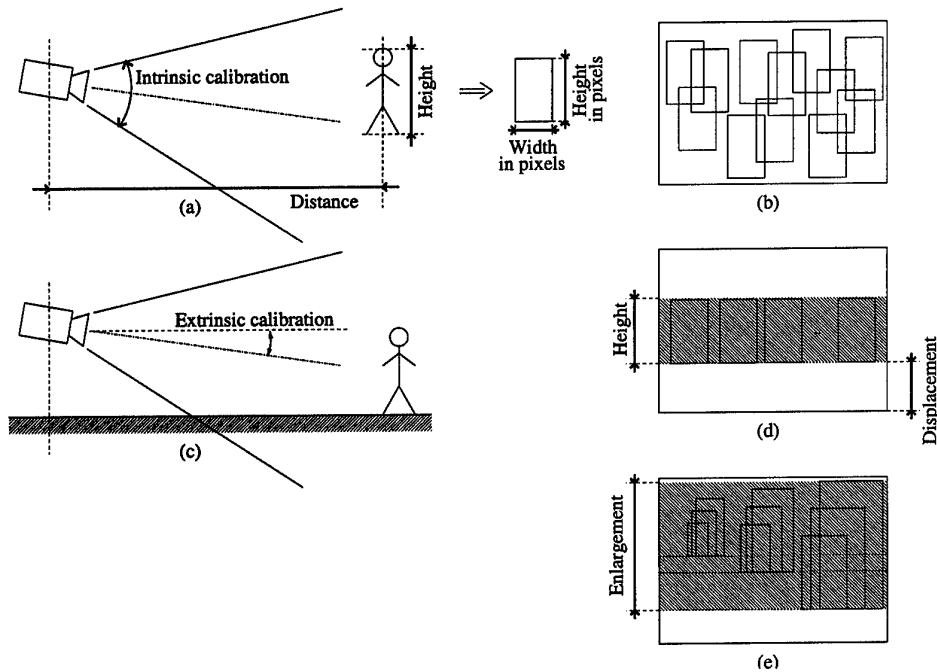 Intrinsic calibration
Height
Height
in pixels
Width
in pixels
Distance
(a)
(b)
Extrinsic calibration
(c)
Height
Displacement
(d)
Enlargement
(e)